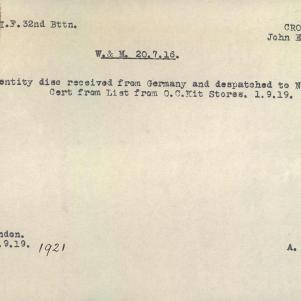 I.F. 32nd Bttn.
CRO
John E
W.& M. 20.7.16.
entity disc received from Germany and despatched to N
Cert from List from O.C.Kit Stores. 1.9.19.
ndon.
.9.19. 1921
A.